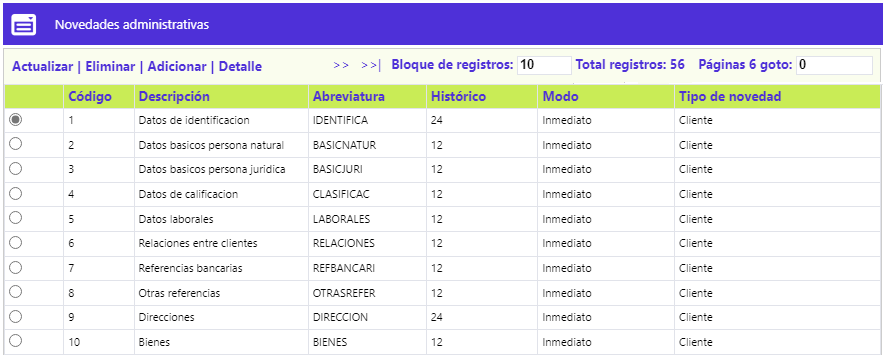 Novedades administrativas
Actualizar | Eliminar | Adicionar | Detalle >> >>| Bloque de registros: 10 Total registros: 56 Páginas 6 goto: 0
Código Descripción Abreviatura Histórico Modo Tipo de novedad
1 Datos de identificacion IDENTIFICA 24 Inmediato Cliente
2 Datos basicos persona natural BASICNATUR 12 Inmediato Cliente
3 Datos basicos persona juridica BASICJURI 12 Inmediato Cliente
4 Datos de calificacion CLASIFICAC 12 Inmediato Cliente
5 Datos laborales LABORALES 12 Inmediato Cliente
6 Relaciones entre clientes RELACIONES 12 Inmediato Cliente
7 Referencias bancarias REFBANCARI 12 Inmediato Cliente
8 Otras referencias OTRASREFER 12 Inmediato Cliente
9 Direcciones DIRECCION 24 Inmediato Cliente
10 Bienes BIENES 12 Inmediato Cliente